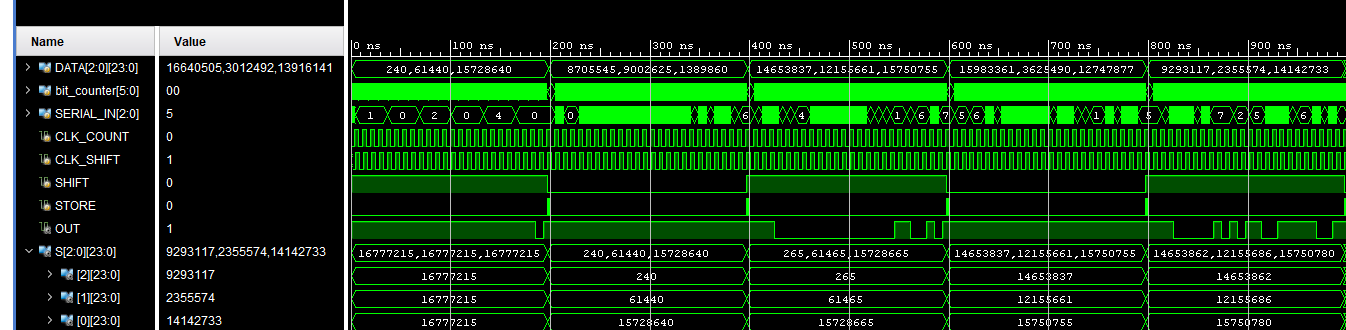 Name Value
0 ns 100 ns 200 ns 300 ns 400 ns 500 ns 600 ns 700 ns 800 ns 900 ns
DATA[2:0][23:0] 16640505,3012492,13916141 240,61440,15728640 8705545,9002625,1389860 14653837,12155661,15750755 15983361,3625490,12747877 9293117,2355574,14142733
bit_counter[5:0] 00
SERIAL_IN[2:0] 5 1 0 2 0 4 0 0 6 4 1 6 7 5 6 1 5 7 2 5 6
CLK_COUNT 0
CLK_SHIFT 1
SHIFT 0
STORE 0
OUT 1
S[2:0][23:0] 9293117,2355574,14142733 16777215,16777215,16777215 240,61440,15728640 265,61465,15728665 14653837,12155661,15750755 14653862,12155686,15750780
[2][23:0] 9293117 16777215 240 265 14653837 14653862
[1][23:0] 2355574 16777215 61440 61465 12155661 12155686
[0][23:0] 14142733 16777215 15728640 15728665 15750755 15750780